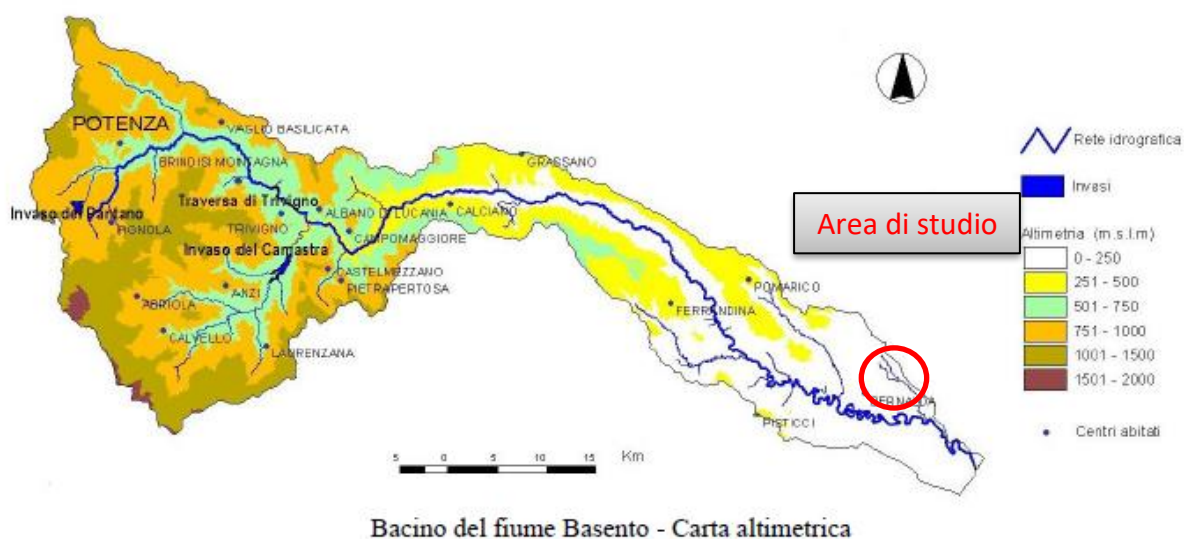 POTENZA
VAGLIO BASILICATA
BRINDISI MONTAGNA
GRASSANO
Traversa di Trivigno
Invaso del Pantano
PIGNOLA
ALBANO DI LUCANIA
CALCIANO
TRIVIGNO
CAMPOMAGGIORE
Invaso del Camastra
CASTELMEZZANO
PIETRAPERTOSA
ANZI
ABRIOLA
CALVELLO
LAURENZANA
POMARICO
FERRANDINA
BERNALDA
PISTICCI
Area di studio
Rete idrografica
Invasi
Altimetria (m.s.l.m)
0 - 250
251 - 500
501 - 750
751 - 1000
1001 - 1500
1501 - 2000
Centri abitati
5 0 5 10 15 Km
Bacino del fiume Basento - Carta altimetrica